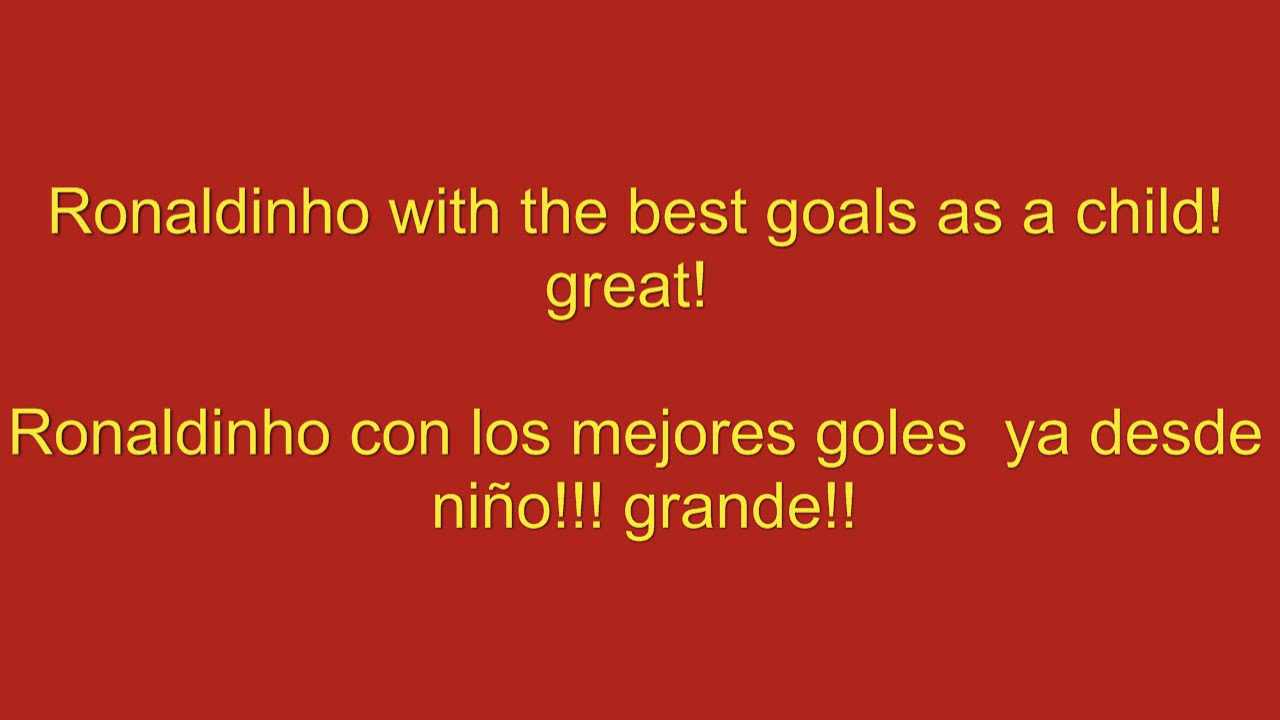 Ronaldinho with the best goals as a child!
great!
Ronaldinho con los mejores goles  ya desde
niño!!! grande!!